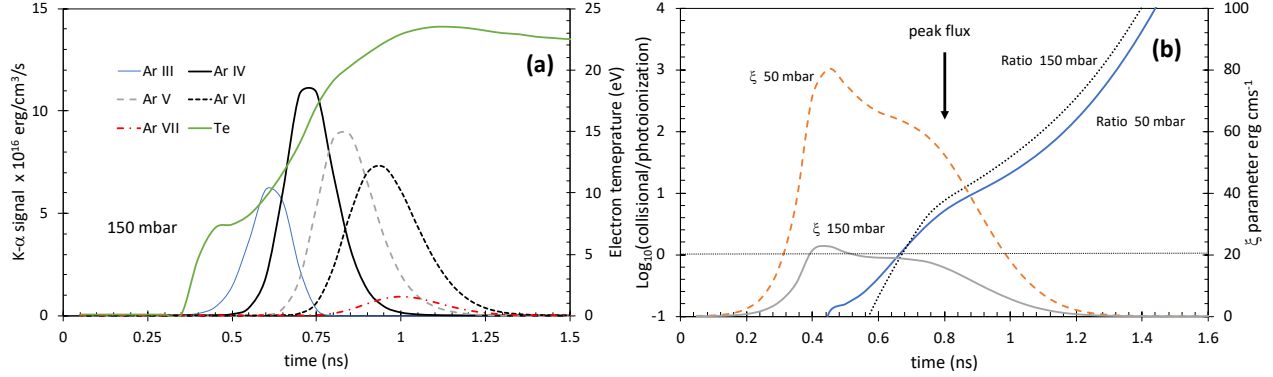 15
10
5
0
K-α signal x 10¹⁶ erg/cm³/s
Ar III
Ar IV
Ar V
Ar VI
Ar VII
Te
150 mbar
(a)
25
20
15
10
5
0
Electron temeprature (eV)
0
0.25
0.5
0.75
1
1.25
1.5
time (ns)
4
3
2
1
0
-1
Log₁₀(collisional/photoionization)
peak flux
(b)
ξ 50 mbar
Ratio 150 mbar
Ratio 50 mbar
ξ 150 mbar
100
80
60
40
20
0
ξ parameter erg cms⁻¹
0
0.2
0.4
0.6
0.8
1
1.2
1.4
1.6
time (ns)